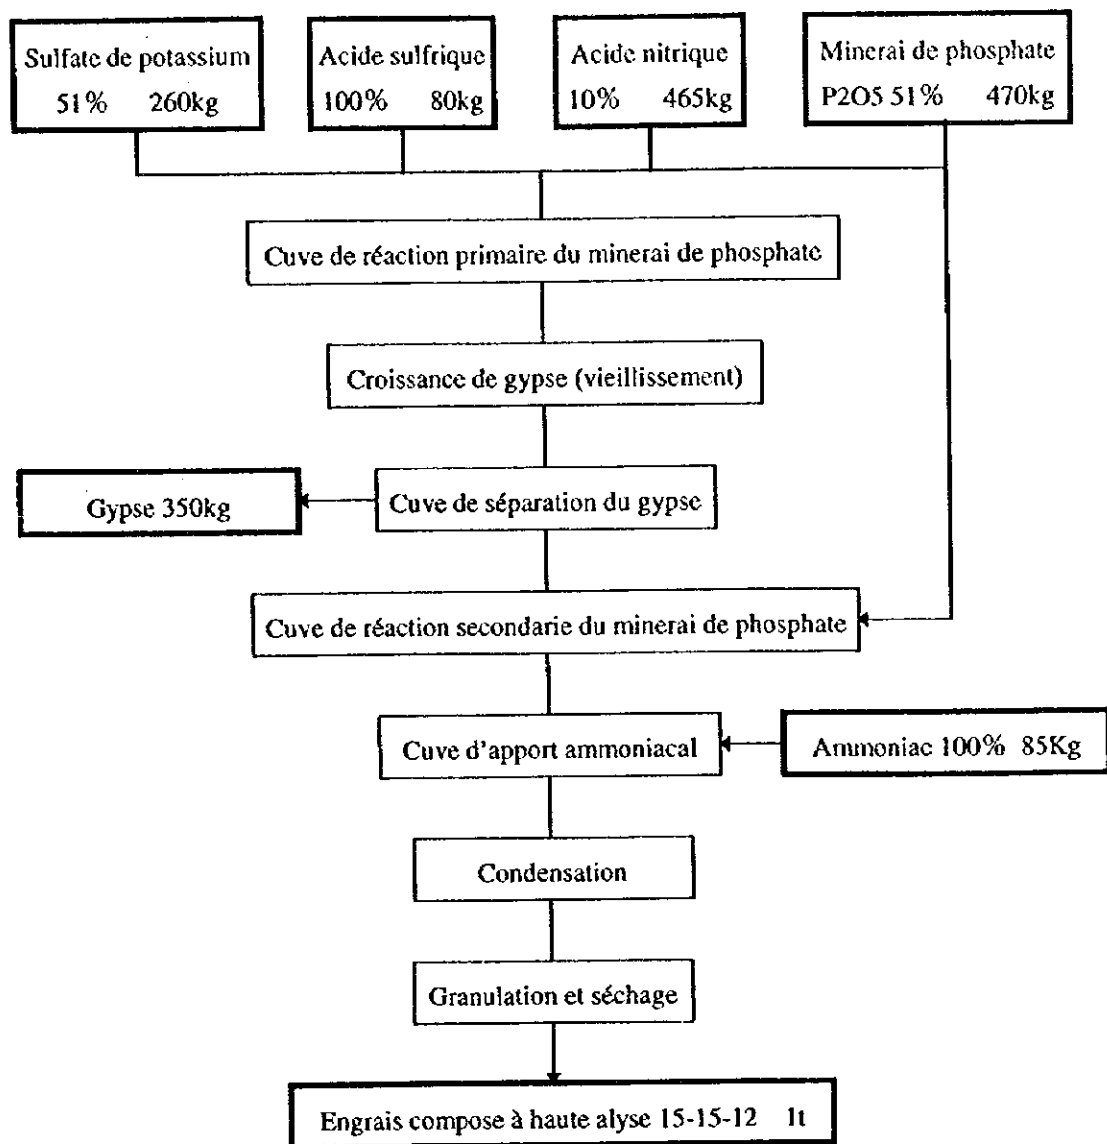 Sulfate de potassium
51% 260kg
Acide sulfrique
100% 80kg
Acide nitrique
10% 465kg
Minerai de phosphate
P2O5 51% 470kg
Cuve de réaction primaire du minerai de phosphate
Croissance de gypse (vieillissement)
Gypse 350kg
Cuve de séparation du gypse
Cuve de réaction secondarie du minerai de phosphate
Cuve d'apport ammoniacal
Ammoniac 100% 85Kg
Condensation
Granulation et séchage
Engrais compose à haute alyse 15-15-12 1t